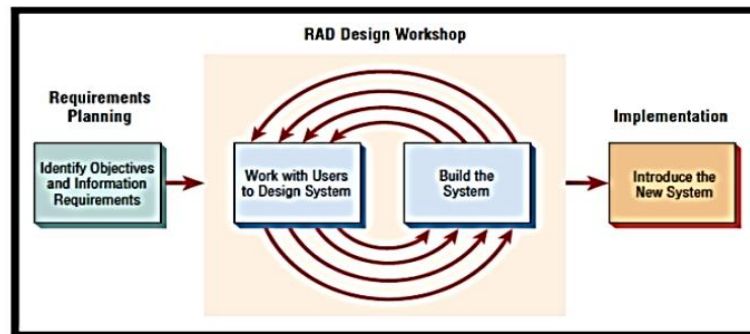 RAD Design Workshop
Requirements
Planning
Identify Objectives
and Information
Requirements
Work with Users
to Design System
Build the
System
Implementation
Introduce the
New System